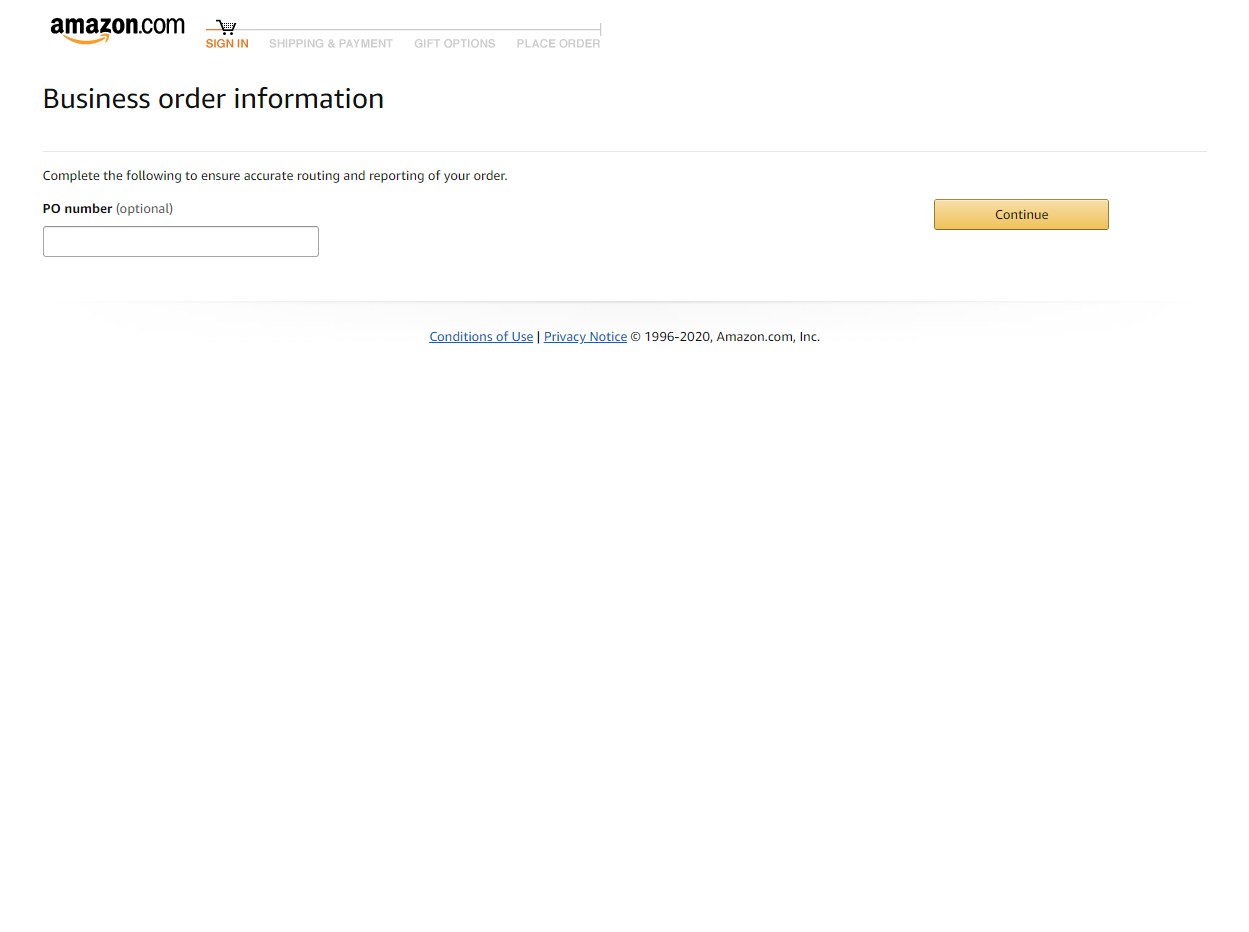 amazon.com
SIGN IN SHIPPING & PAYMENT GIFT OPTIONS PLACE ORDER
Business order information
Complete the following to ensure accurate routing and reporting of your order.
PO number (optional)
Continue
Conditions of Use | Privacy Notice © 1996-2020, Amazon.com, Inc.